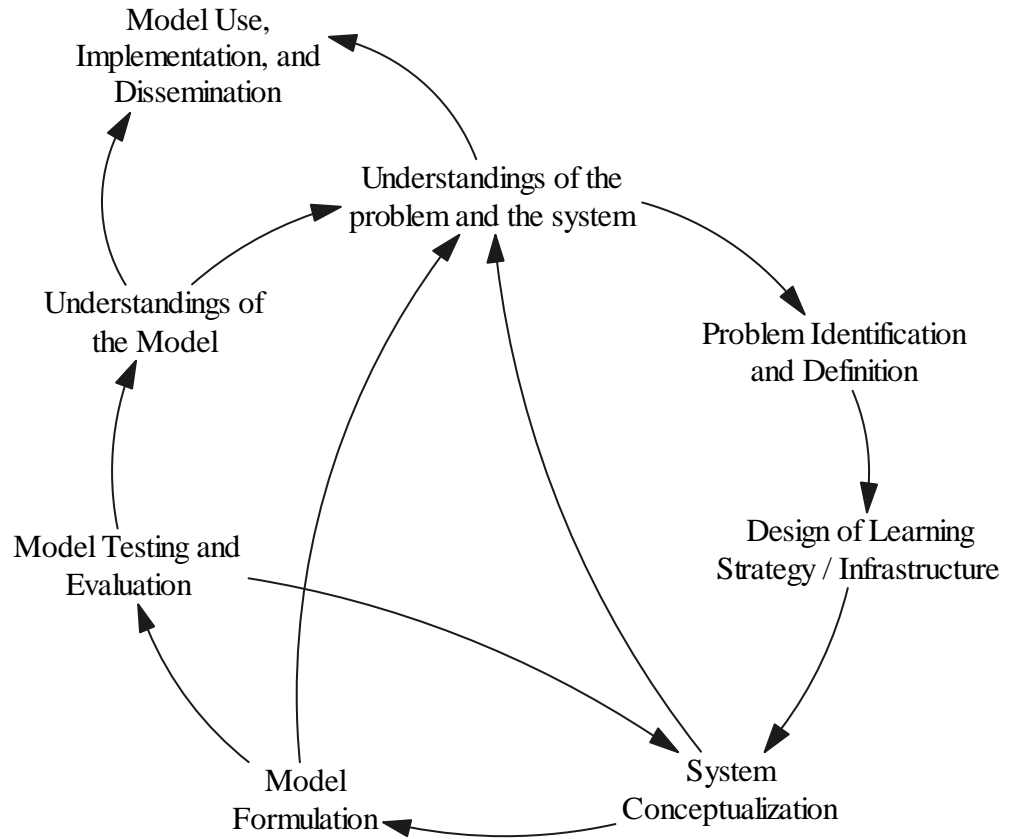 Model Use,
Implementation, and
Dissemination
Understandings of the
problem and the system
Understandings of
the Model
Problem Identification
and Definition
Model Testing and
Evaluation
Design of Learning
Strategy / Infrastructure
Model
Formulation
System
Conceptualization